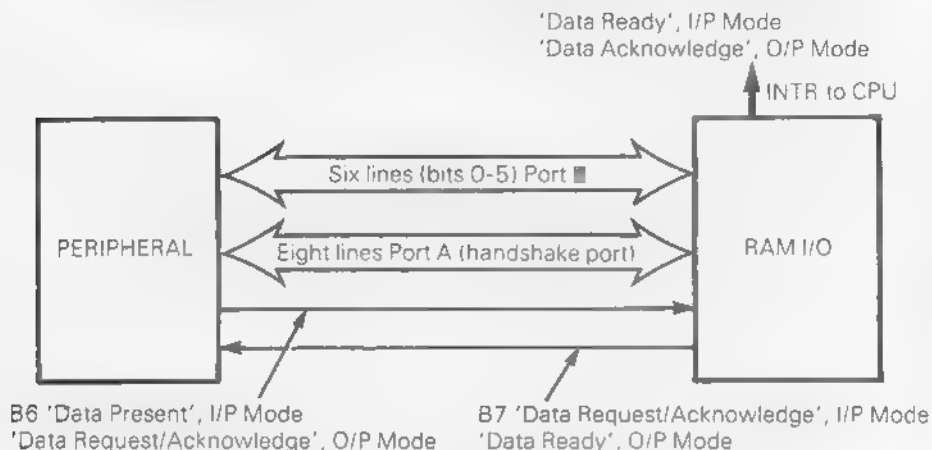 'Data Ready', I/P Mode
'Data Acknowledge', O/P Mode
INTR to CPU
Six lines (bits 0-5) Port
PERIPHERAL
Eight lines Port A (handshake port)
RAM I/O
B6 'Data Present', I/P Mode
'Data Request/Acknowledge', O/P Mode
B7 'Data Request/Acknowledge', I/P Mode
'Data Ready', O/P Mode